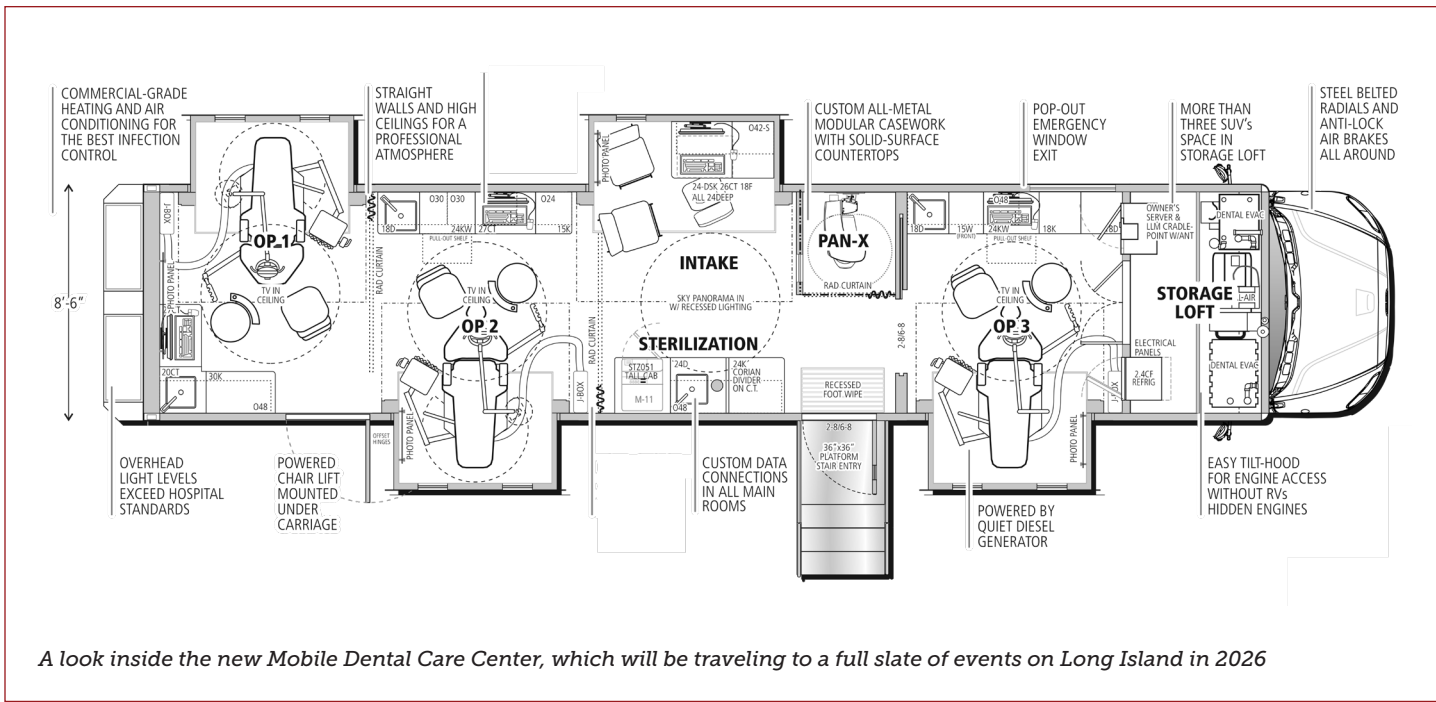 COMMERCIAL-GRADE
HEATING AND AIR
CONDITIONING FOR
THE BEST INFECTION
CONTROL
STRAIGHT
WALLS AND HIGH
CEILINGS FOR A
PROFESSIONAL
ATMOSPHERE
CUSTOM ALL-METAL
MODULAR CASEWORK
WITH SOLID-SURFACE
COUNTERTOPS
POP-OUT
EMERGENCY
WINDOW
EXIT
MORE THAN
THREE SUV's
SPACE IN
STORAGE LOFT
STEEL BELTED
RADIALS AND
ANTI-LOCK
AIR BRAKES
ALL AROUND
8'-6"
J-BOX
PHOTO PANEL
OP 1
TV IN
CEILING
20CT
30K
O48
RAD CURTAIN
18D
O30
O30
24KW
27CT
O24
15K
PULL-OUT SHELF
TV IN
CEILING
OP 2
PHOTO PANEL
J-BOX
OFFSET
HINGES
RAD CURTAIN
PHOTO PANEL
O42-S
24-DSK 26CT 18F
ALL 24DEEP
INTAKE
SKY PANORAMA IN
W/ RECESSED LIGHTING
STERILIZATION
STZ051
TALL CAB
M-11
24D
O48
24K
CORIAN
DIVIDER
ON C.T.
PAN-X
RAD CURTAIN
RECESSED
FOOT WIPE
2-8/6-8
2-8/6-8
36"x36"
PLATFORM
STAIR ENTRY
18D
15W
(FRONT)
O48
24KW
18K
18D
PULL-OUT SHELF
TV IN
CEILING
OP 3
PHOTO PANEL
OWNER'S
SERVER &
LLM CRADLE-
POINT W/ANT
ELECTRICAL
PANELS
2.4CF
REFRIG
STORAGE
LOFT
DENTAL EVAC
DENTAL EVAC
OVERHEAD
LIGHT LEVELS
EXCEED HOSPITAL
STANDARDS
POWERED
CHAIR LIFT
MOUNTED
UNDER
CARRIAGE
CUSTOM DATA
CONNECTIONS
IN ALL MAIN
ROOMS
POWERED BY
QUIET DIESEL
GENERATOR
EASY TILT-HOOD
FOR ENGINE ACCESS
WITHOUT RVs
HIDDEN ENGINES
A look inside the new Mobile Dental Care Center, which will be traveling to a full slate of events on Long Island in 2026